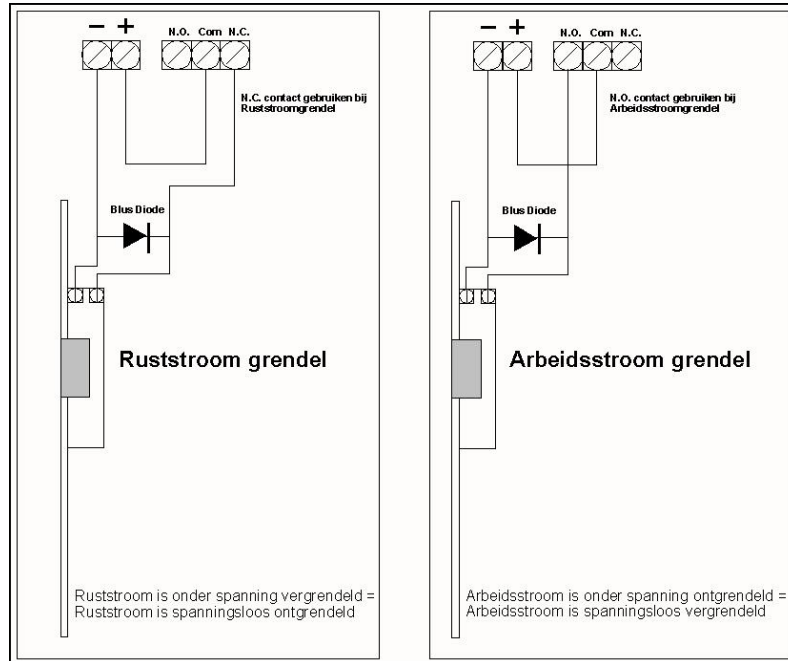 − +
N.O. Com N.C.
N.C. contact gebruiken bij
Ruststroomgrendel
Blus Diode
Ruststroom grendel
Ruststroom is onder spanning vergrendeld =
Ruststroom is spanningsloos ontgrendeld
− +
N.O. Com N.C.
N.O. contact gebruiken bij
Arbeidsstroomgrendel
Blus Diode
Arbeidsstroom grendel
Arbeidsstroom is onder spanning ontgrendeld =
Arbeidsstroom is spanningsloos vergrendeld